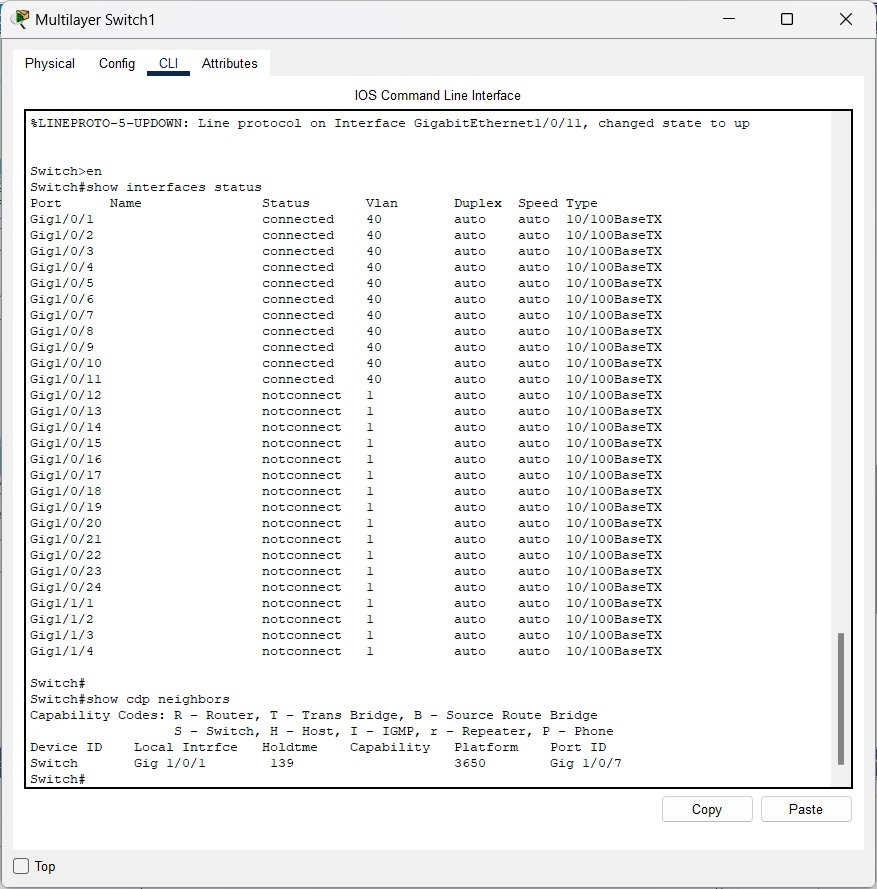 Multilayer Switch1
Physical Config CLI Attributes
IOS Command Line Interface
%LINEPROTO-5-UPDOWN: Line protocol on Interface GigabitEthernet1/0/11, changed state to up
Switch>en
Switch#show interfaces status
Port Name Status Vlan Duplex Speed Type
Gig1/0/1 connected 40 auto auto 10/100BaseTX
Gig1/0/2 connected 40 auto auto 10/100BaseTX
Gig1/0/3 connected 40 auto auto 10/100BaseTX
Gig1/0/4 connected 40 auto auto 10/100BaseTX
Gig1/0/5 connected 40 auto auto 10/100BaseTX
Gig1/0/6 connected 40 auto auto 10/100BaseTX
Gig1/0/7 connected 40 auto auto 10/100BaseTX
Gig1/0/8 connected 40 auto auto 10/100BaseTX
Gig1/0/9 connected 40 auto auto 10/100BaseTX
Gig1/0/10 connected 40 auto auto 10/100BaseTX
Gig1/0/11 connected 40 auto auto 10/100BaseTX
Gig1/0/12 notconnect 1 auto auto 10/100BaseTX
Gig1/0/13 notconnect 1 auto auto 10/100BaseTX
Gig1/0/14 notconnect 1 auto auto 10/100BaseTX
Gig1/0/15 notconnect 1 auto auto 10/100BaseTX
Gig1/0/16 notconnect 1 auto auto 10/100BaseTX
Gig1/0/17 notconnect 1 auto auto 10/100BaseTX
Gig1/0/18 notconnect 1 auto auto 10/100BaseTX
Gig1/0/19 notconnect 1 auto auto 10/100BaseTX
Gig1/0/20 notconnect 1 auto auto 10/100BaseTX
Gig1/0/21 notconnect 1 auto auto 10/100BaseTX
Gig1/0/22 notconnect 1 auto auto 10/100BaseTX
Gig1/0/23 notconnect 1 auto auto 10/100BaseTX
Gig1/0/24 notconnect 1 auto auto 10/100BaseTX
Gig1/1/1 notconnect 1 auto auto 10/100BaseTX
Gig1/1/2 notconnect 1 auto auto 10/100BaseTX
Gig1/1/3 notconnect 1 auto auto 10/100BaseTX
Gig1/1/4 notconnect 1 auto auto 10/100BaseTX
Switch#
Switch#show cdp neighbors
Capability Codes: R - Router, T - Trans Bridge, B - Source Route Bridge
S - Switch, H - Host, I - IGMP, r - Repeater, P - Phone
Device ID Local Intrfce Holdtme Capability Platform Port ID
Switch Gig 1/0/1 139 3650 Gig 1/0/7
Switch#
Copy Paste
Top